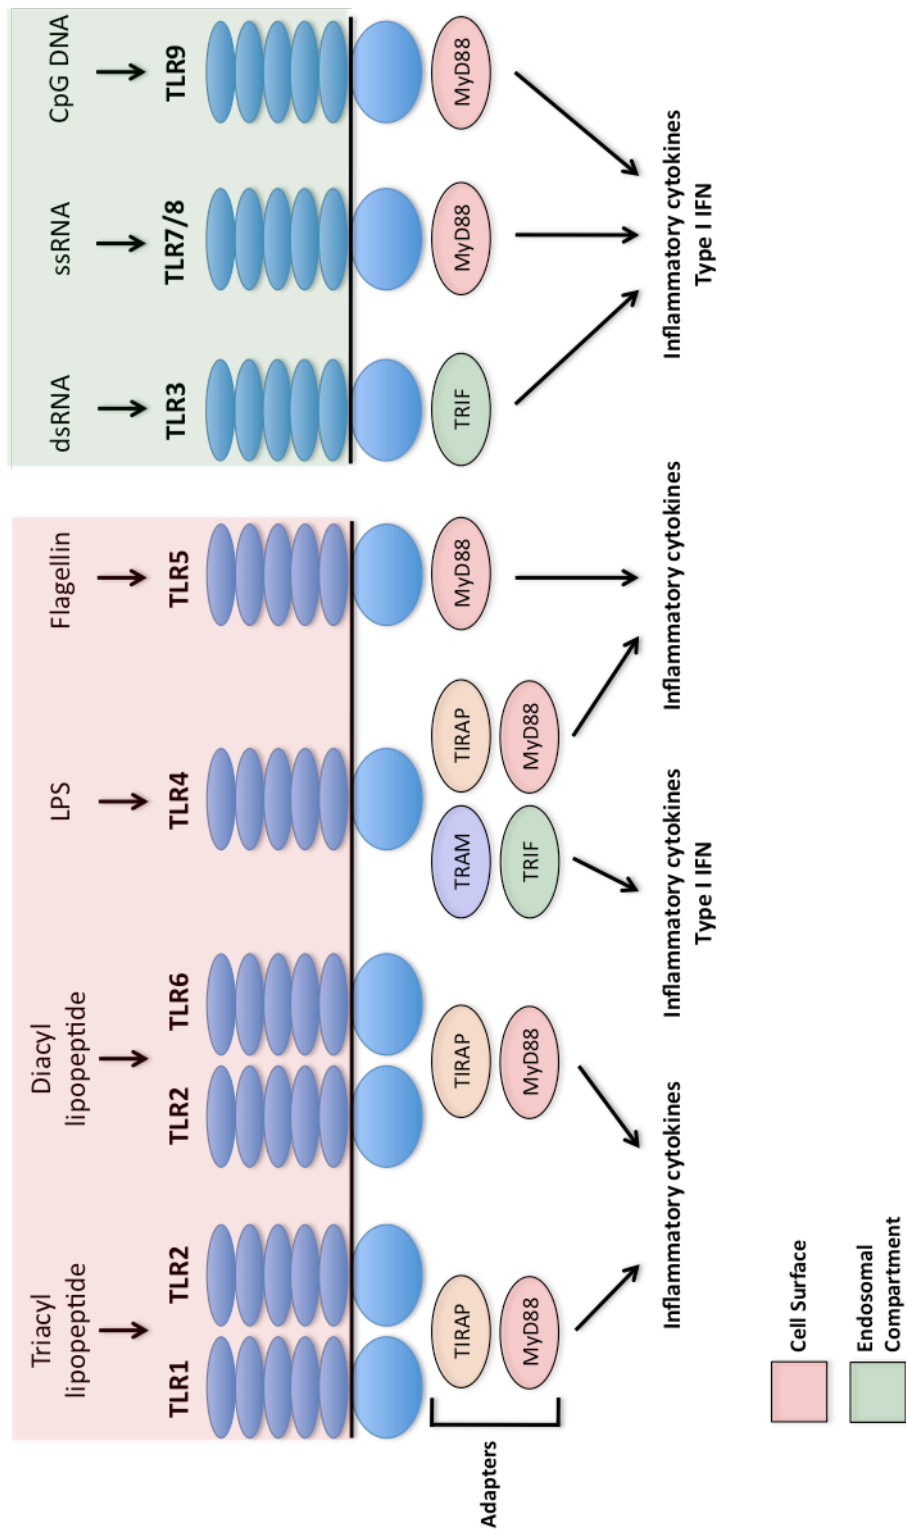 Triacyl
lipopeptide
Diacyl
lipopeptide
LPS
Flagellin
dsRNA
ssRNA
CpG DNA
TLR1
TLR2
TLR2
TLR6
TLR4
TLR5
TLR3
TLR7/8
TLR9
Adapters
TIRAP
MyD88
TIRAP
MyD88
TRAM
TRIF
TIRAP
MyD88
MyD88
TRIF
MyD88
MyD88
Inflammatory cytokines
Inflammatory cytokines
Type I IFN
Inflammatory cytokines
Inflammatory cytokines
Type I IFN
Cell Surface
Endosomal
Compartment